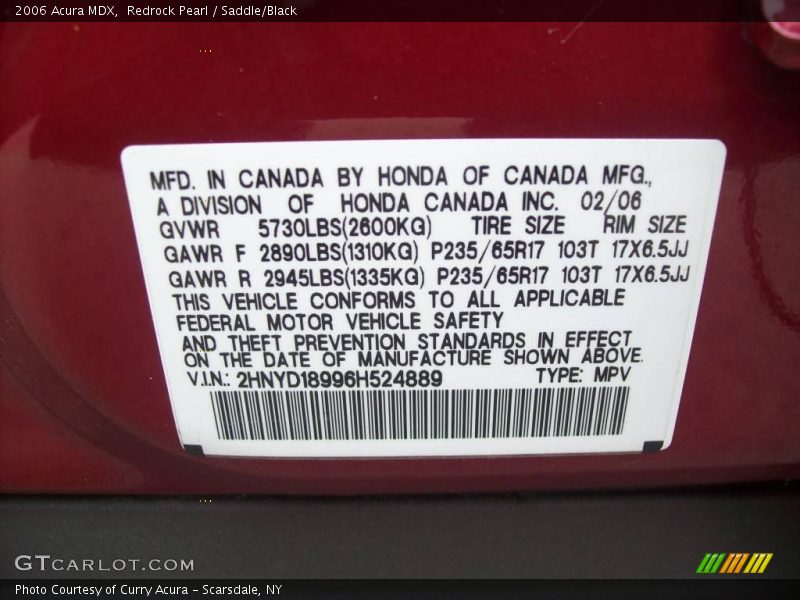 2006 Acura MDX,  Redrock Pearl / Saddle/Black
MFD. IN CANADA BY HONDA OF CANADA MFG.,
A DIVISION OF HONDA CANADA INC. 02/06
GVWR 5730LBS(2600KG) TIRE SIZE RIM SIZE
GAWR F 2890LBS(1310KG) P235/65R17 103T 17X6.5JJ
GAWR R 2945LBS(1335KG) P235/65R17 103T 17X6.5JJ
THIS VEHICLE CONFORMS TO ALL APPLICABLE
FEDERAL MOTOR VEHICLE SAFETY
AND THEFT PREVENTION STANDARDS IN EFFECT
ON THE DATE OF MANUFACTURE SHOWN ABOVE.
V.I.N.: 2HNYD18996H524889 TYPE: MPV
GTCARLOT.COM
Photo Courtesy of Curry Acura - Scarsdale, NY